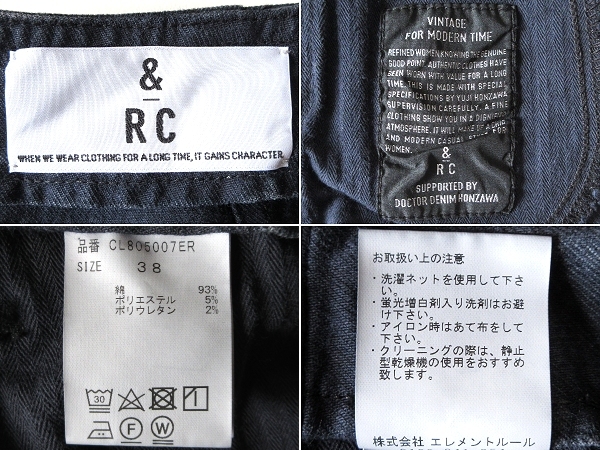 &
RC
WHEN WE WEAR CLOTHING FOR A LONG TIME, IT GAINS CHARACTER.
VINTAGE
FOR MODERN TIME
REFINED WOMEN KNOWING THE GENUINE
GOOD POINT. AUTHENTIC CLOTHES HAVE
BEEN WORN WITH VALUE FOR A LONG
TIME. THIS IS MADE WITH SPECIAL
SPECIFICATIONS BY YUJI HONZAWA
SUPERVISION CAREFULLY. A FINE
CLOTHING SHOW YOU IN A DIGNIFIED
ATMOSPHERE. IT WILL MAKE UP A CHIC
AND MODERN CASUAL STYLE FOR
WOMEN.
&
RC
SUPPORTED BY
DOCTOR DENIM HONZAWA
品番 CL805007ER
SIZE 38
綿 93%
ポリエステル 5%
ポリウレタン 2%
30
F W
お取扱い上の注意
・洗濯ネットを使用して下さ
い。
・蛍光増白剤入り洗剤はお避
け下さい。
・アイロン時はあて布をして
下さい。
・クリーニングの際は、静止
型乾燥機の使用をおすすめ
致します。
株式会社 エレメントルール